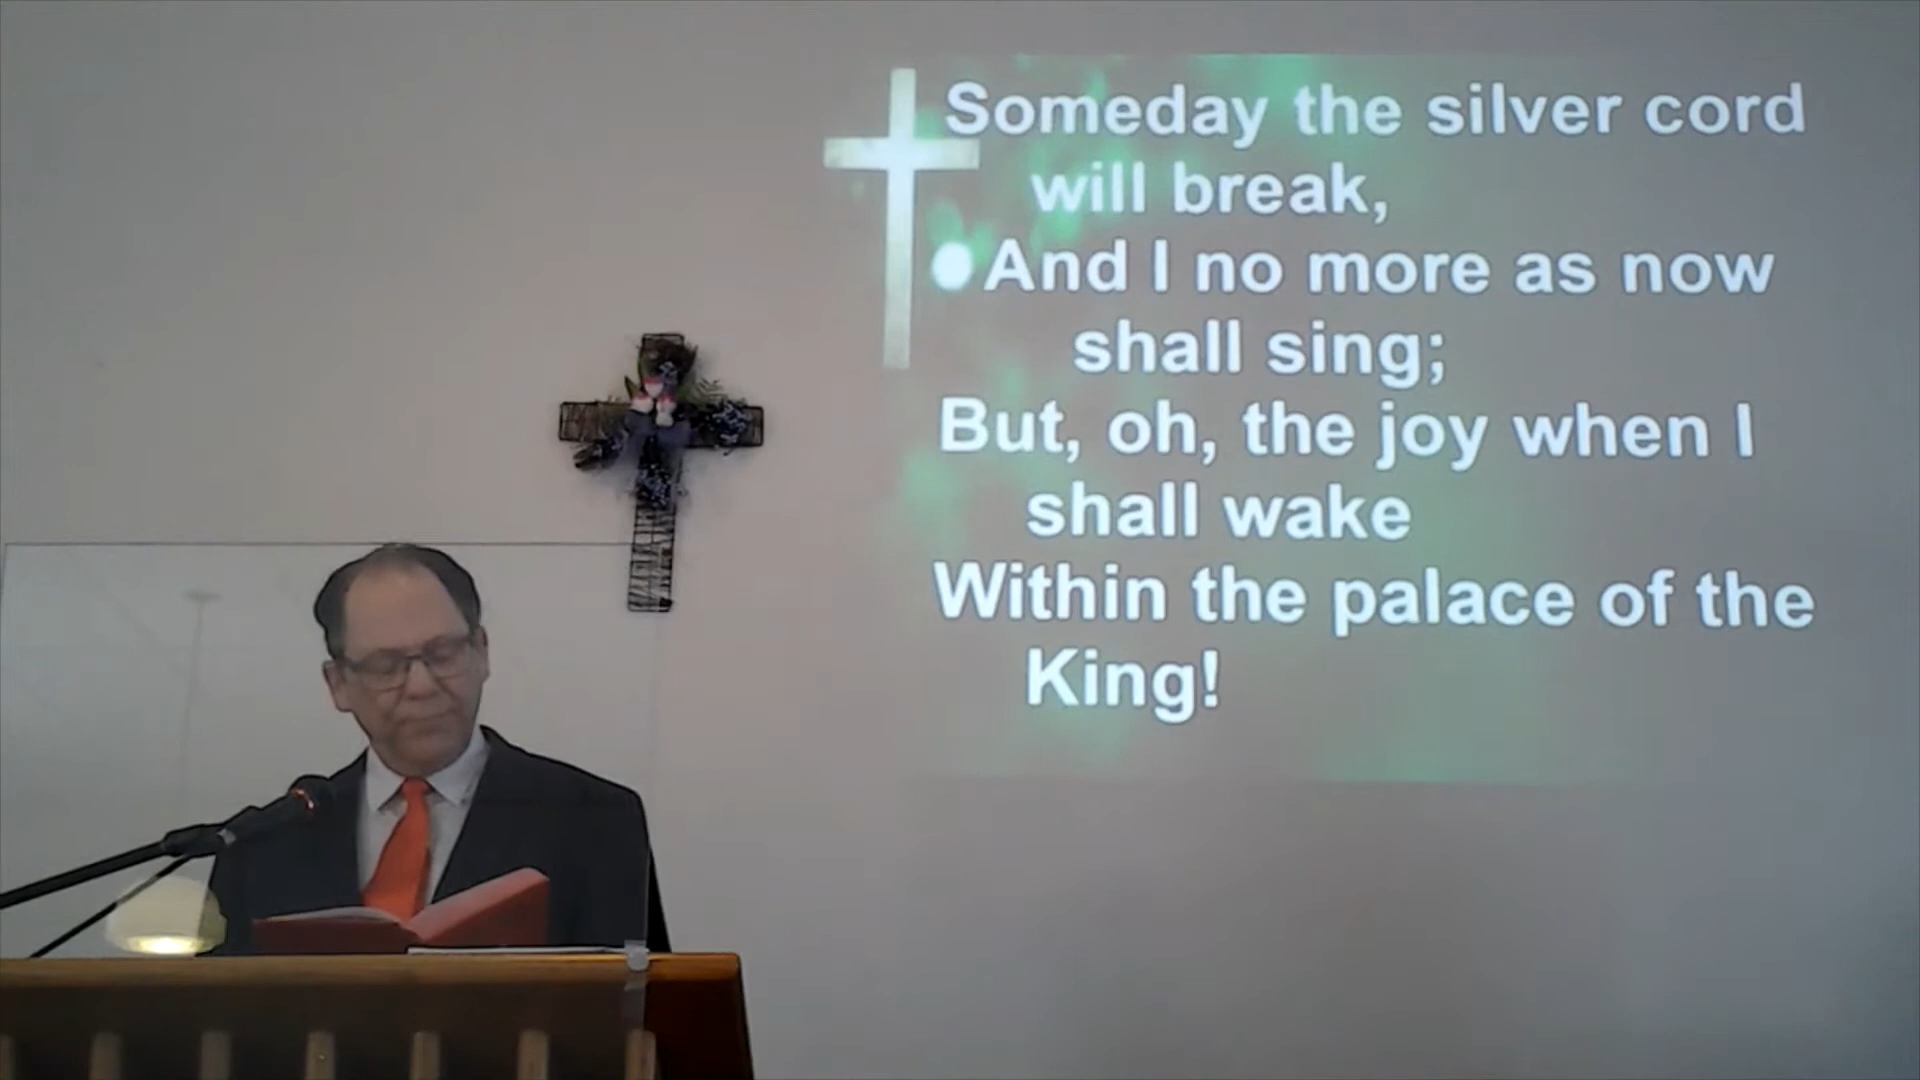 Someday the silver cord
will break,
And I no more as now
shall sing;
But, oh, the joy when I
shall wake
Within the palace of the
King!